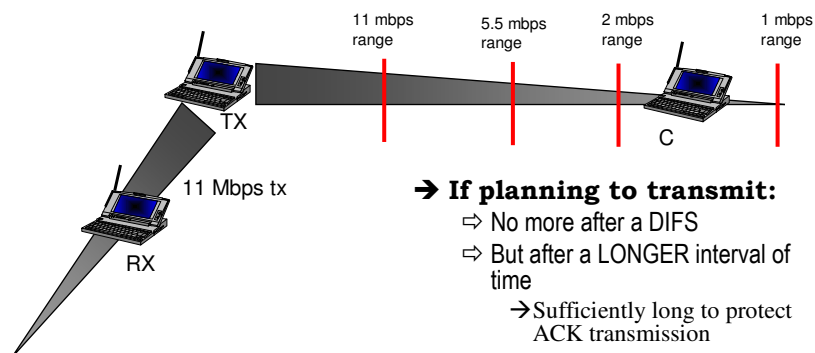 11 mbps
range
5.5 mbps
range
2 mbps
range
1 mbps
range
TX
C
11 Mbps tx
RX
➔ If planning to transmit:
⇨ No more after a DIFS
⇨ But after a LONGER interval of
time
→Sufficiently long to protect
ACK transmission